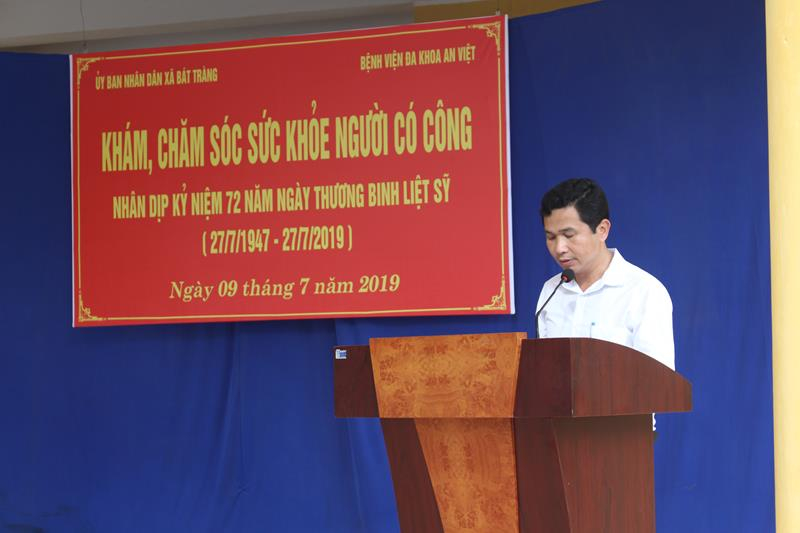 ỦY BAN NHÂN DÂN XÃ BÁT TRÀNG
BỆNH VIỆN ĐA KHOA AN VIỆT
KHÁM, CHĂM SÓC SỨC KHỎE NGƯỜI CÓ CÔNG
NHÂN DỊP KỶ NIỆM 72 NĂM NGÀY THƯƠNG BINH LIỆT SỸ
( 27/7/1947 - 27/7/2019 )
Ngày 09 tháng 7 năm 2019